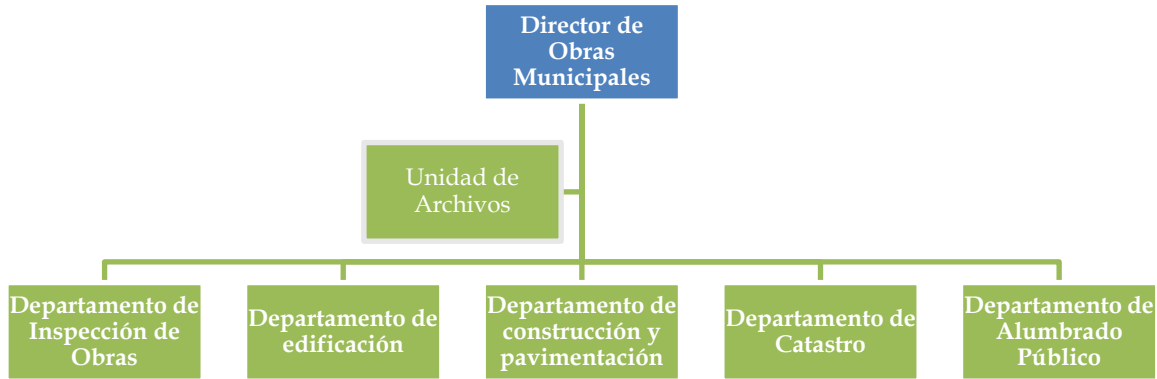 Director de
Obras
Municipales
Unidad de
Archivos
Departamento de
Inspección de
Obras
Departamento de
edificación
Departamento de
construcción y
pavimentación
Departamento de
Catastro
Departamento de
Alumbrado
Público